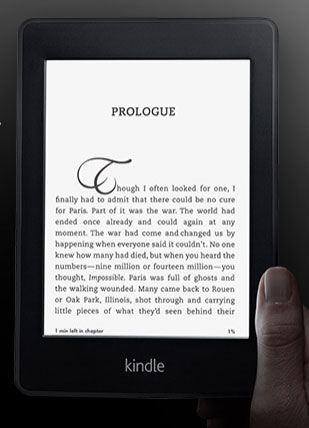 PROLOGUE
Though I often looked for one, I
finally had to admit that there could be no cure
for Paris. Part of it was the war. The world had
ended once already and could again at any
moment. The war had come and changed us by
happening when everyone said it couldn't. No one
knew how many had died, but when you heard the
numbers—nine million or fourteen million—you
thought, Impossible. Paris was full of ghosts and
the walking wounded. Many came back to Rouen
or Oak Park, Illinois, shot through and carrying
little pieces of what they'd seen behind their
1 min left in chapter 1%
kindle